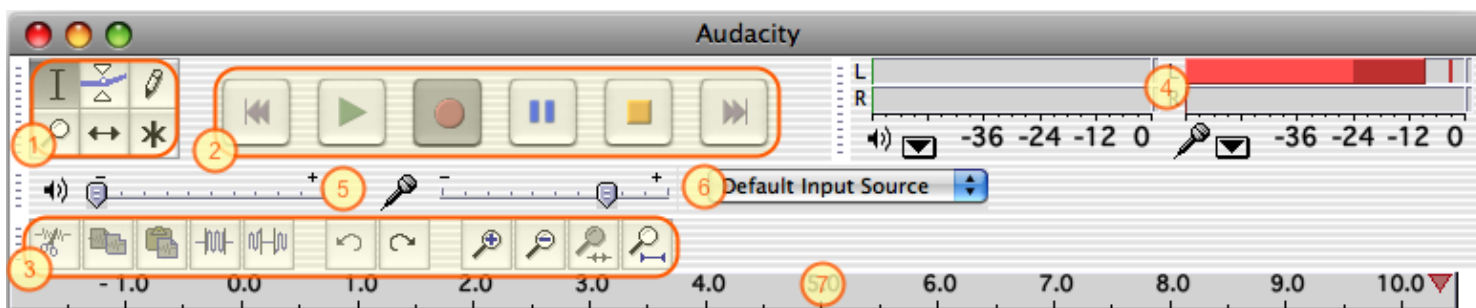 Audacity
L L
R R
-36 -24 -12 0 -36 -24 -12 0
1 2 4
- + 5 - + 6 Default Input Source
3
- 1.0 0.0 1.0 2.0 3.0 4.0 5.0 7 6.0 7.0 8.0 9.0 10.0